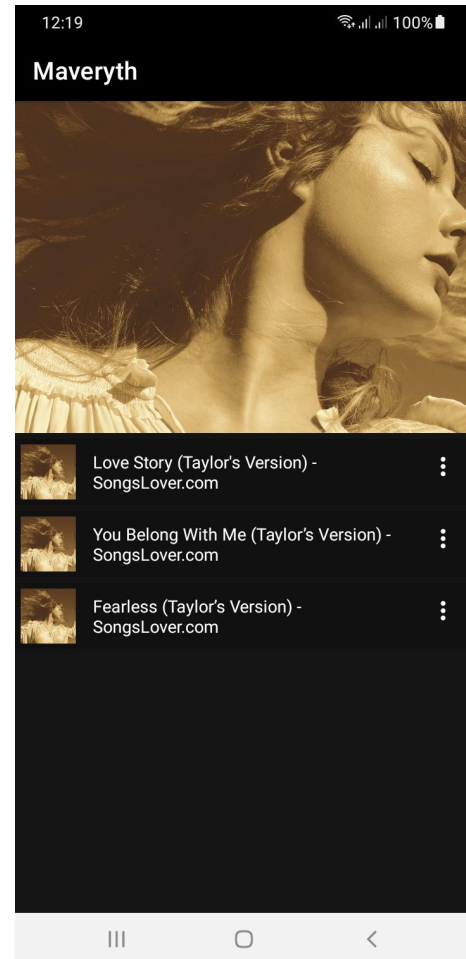 12:19 100%
Maveryth
Love Story (Taylor's Version) -
SongsLover.com
You Belong With Me (Taylor’s Version) -
SongsLover.com
Fearless (Taylor’s Version) -
SongsLover.com